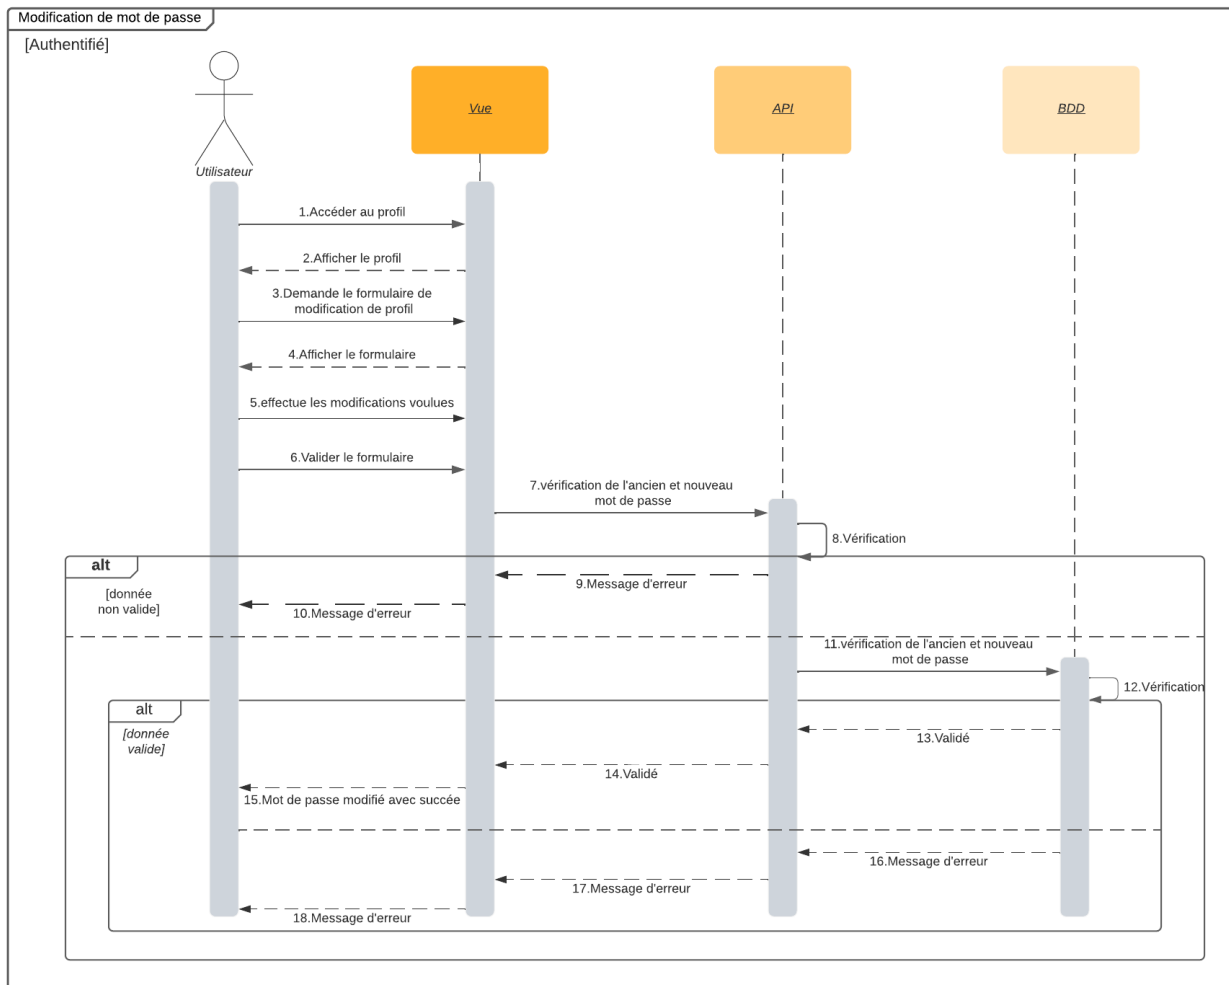 Modification de mot de passe
[Authentifié]
Utilisateur
Vue
API
BDD
1.Accéder au profil
2.Afficher le profil
3.Demande le formulaire de
modification de profil
4.Afficher le formulaire
5.effectue les modifications voulues
6.Valider le formulaire
7.vérification de l'ancien et nouveau
mot de passe
8.Vérification
alt
[donnée
non valide]
9.Message d'erreur
10.Message d'erreur
11.vérification de l'ancien et nouveau
mot de passe
12.Vérification
alt
[donnée
valide]
13.Validé
14.Validé
15.Mot de passe modifié avec succée
16.Message d'erreur
17.Message d'erreur
18.Message d'erreur